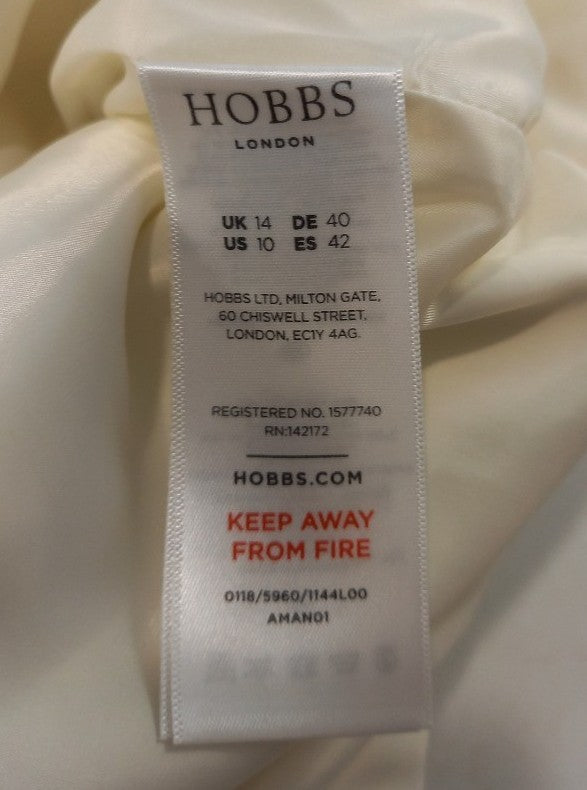 HOBBS
LONDON
UK 14 DE 40
US 10 ES 42
HOBBS LTD, MILTON GATE,
60 CHISWELL STREET,
LONDON, EC1Y 4AG.
REGISTERED NO. 1577740
RN:142172
HOBBS.COM
KEEP AWAY
FROM FIRE
0118/5960/1144L00
AMAN01